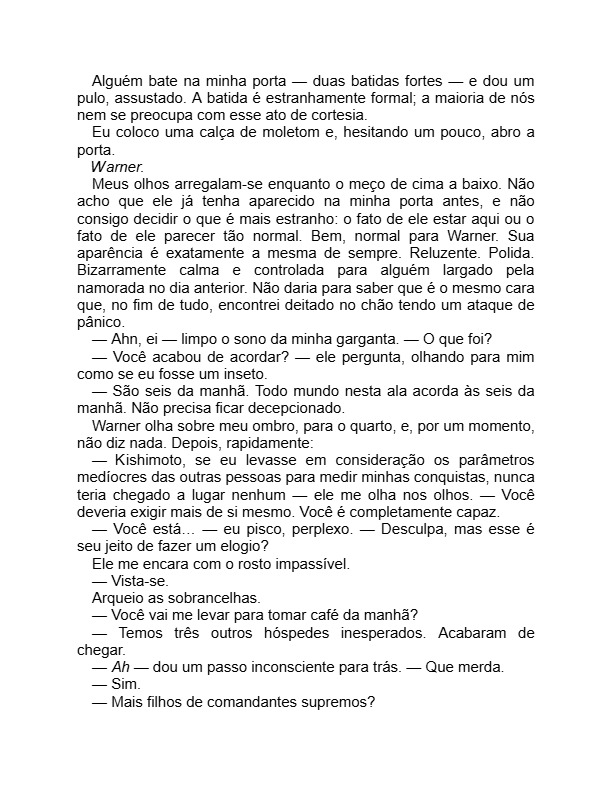 Alguém bate na minha porta — duas batidas fortes — e dou um
pulo, assustado. A batida é estranhamente formal; a maioria de nós
nem se preocupa com esse ato de cortesia.
Eu coloco uma calça de moletom e, hesitando um pouco, abro a
porta.
Warner.
Meus olhos arregalam-se enquanto o meço de cima a baixo. Não
acho que ele já tenha aparecido na minha porta antes, e não
consigo decidir o que é mais estranho: o fato de ele estar aqui ou o
fato de ele parecer tão normal. Bem, normal para Warner. Sua
aparência é exatamente a mesma de sempre. Reluzente. Polida.
Bizarramente calma e controlada para alguém largado pela
namorada no dia anterior. Não daria para saber que é o mesmo cara
que, no fim de tudo, encontrei deitado no chão tendo um ataque de
pânico.
— Ahn, ei — limpo o sono da minha garganta. — O que foi?
— Você acabou de acordar? — ele pergunta, olhando para mim
como se eu fosse um inseto.
— São seis da manhã. Todo mundo nesta ala acorda às seis da
manhã. Não precisa ficar decepcionado.
Warner olha sobre meu ombro, para o quarto, e, por um momento,
não diz nada. Depois, rapidamente:
— Kishimoto, se eu levasse em consideração os parâmetros
medíocres das outras pessoas para medir minhas conquistas, nunca
teria chegado a lugar nenhum — ele me olha nos olhos. — Você
deveria exigir mais de si mesmo. Você é completamente capaz.
— Você está… — eu pisco, perplexo. — Desculpa, mas esse é
seu jeito de fazer um elogio?
Ele me encara com o rosto impassível.
— Vista-se.
Arqueio as sobrancelhas.
— Você vai me levar para tomar café da manhã?
— Temos três outros hóspedes inesperados. Acabaram de
chegar.
— Ah — dou um passo inconsciente para trás. — Que merda.
— Sim.
— Mais filhos de comandantes supremos?